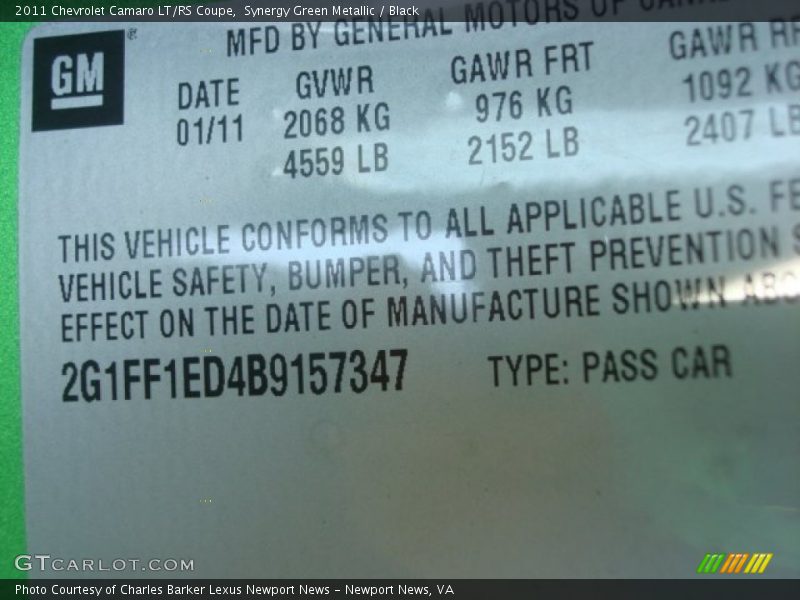 2011 Chevrolet Camaro LT/RS Coupe, Synergy Green Metallic / Black
MFD BY GENERAL MOTORS OF
GM ®
DATE GVWR GAWR FRT GAWR
01/11 2068 KG 976 KG 1092 KG
4559 LB 2152 LB 2407 LB
THIS VEHICLE CONFORMS TO ALL APPLICABLE U.S.
VEHICLE SAFETY, BUMPER, AND THEFT PREVENTION
EFFECT ON THE DATE OF MANUFACTURE SHOWN
2G1FF1ED4B9157347 TYPE: PASS CAR
GTCARLOT.COM
Photo Courtesy of Charles Barker Lexus Newport News – Newport News, VA